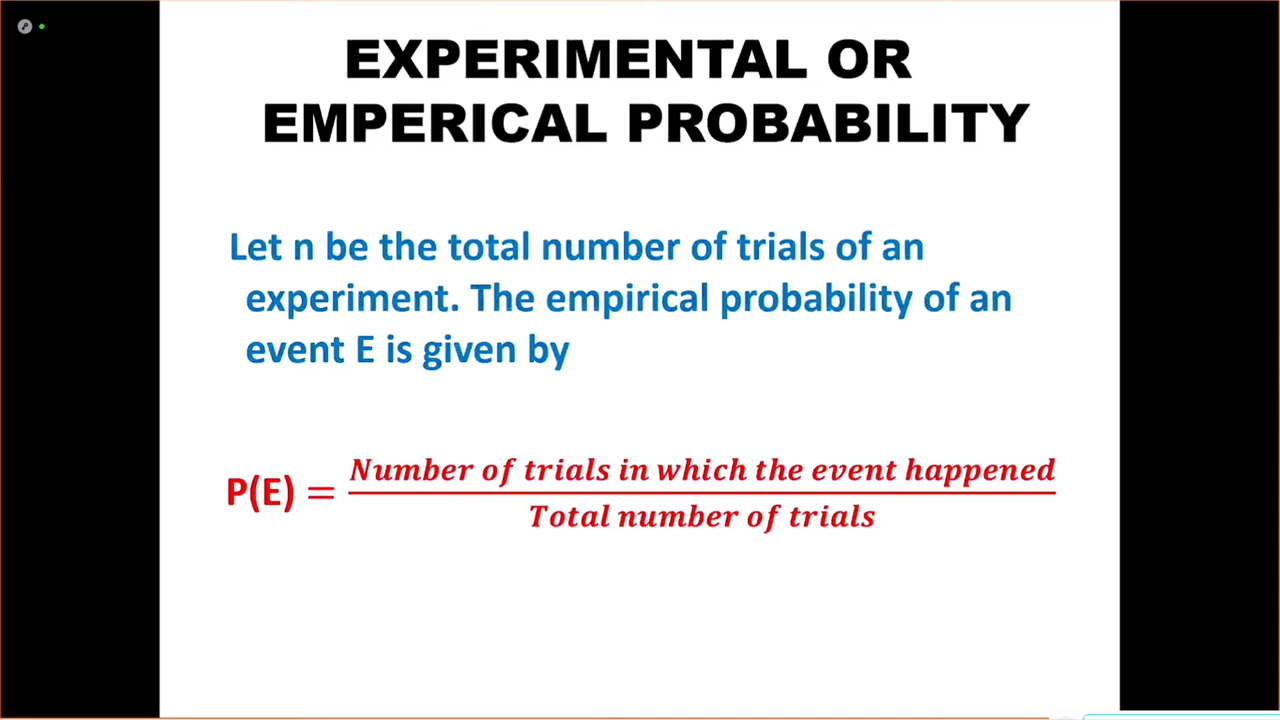 EXPERIMENTAL OR
EMPERICAL PROBABILITY
Let n be the total number of trials of an
experiment. The empirical probability of an
event E is given by
P(E) = Number of trials in which the event happened
Total number of trials